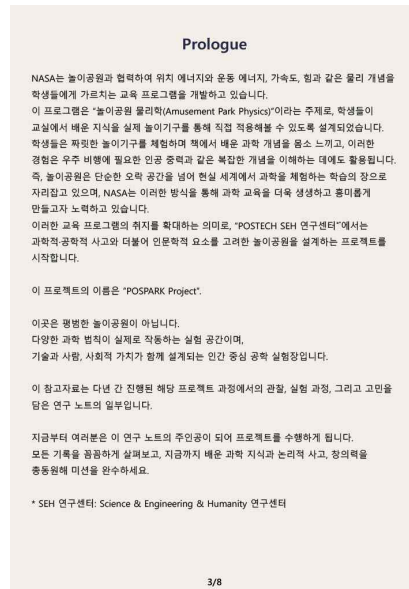 Prologue
NASA는 놀이공원과 협력하여 위치 에너지와 운동 에너지, 가속도, 힘과 같은 물리 개념을
학생들에게 가르치는 교육 프로그램을 개발하고 있습니다.
이 프로그램은 "놀이공원 물리학(Amusement Park Physics)"이라는 주제로, 학생들이
교실에서 배운 지식을 실제 놀이기구를 통해 직접 적용해볼 수 있도록 설계되었습니다.
학생들은 짜릿한 놀이기구를 체험하며 책에서 배운 과학 개념을 몸소 느끼고, 이러한
경험은 우주 비행에 필요한 인공 중력과 같은 복잡한 개념을 이해하는 데에도 활용됩니다.
즉, 놀이공원은 단순한 오락 공간을 넘어 현실 세계에서 과학을 체험하는 학습의 장으로
자리잡고 있으며, NASA는 이러한 방식을 통해 과학 교육을 더욱 생생하고 흥미롭게
만들고자 노력하고 있습니다.
이러한 교육 프로그램의 취지를 확대하는 의미로, "POSTECH SEH 연구센터*"에서는
과학적·공학적 사고와 더불어 인문학적 요소를 고려한 놀이공원을 설계하는 프로젝트를
시작합니다.
이 프로젝트의 이름은 "POSPARK Project".
이곳은 평범한 놀이공원이 아닙니다.
다양한 과학 법칙이 실제로 작동하는 실험 공간이며,
기술과 사람, 사회적 가치가 함께 설계되는 인간 중심 공학 실험장입니다.
이 참고자료는 다년 간 진행된 해당 프로젝트 과정에서의 관찰, 실험 과정, 그리고 고민을
담은 연구 노트의 일부입니다.
지금부터 여러분은 이 연구 노트의 주인공이 되어 프로젝트를 수행하게 됩니다.
모든 기록을 꼼꼼하게 살펴보고, 지금까지 배운 과학 지식과 논리적 사고, 창의력을
총동원해 미션을 완수하세요.
* SEH 연구센터: Science & Engineering & Humanity 연구센터
3/8